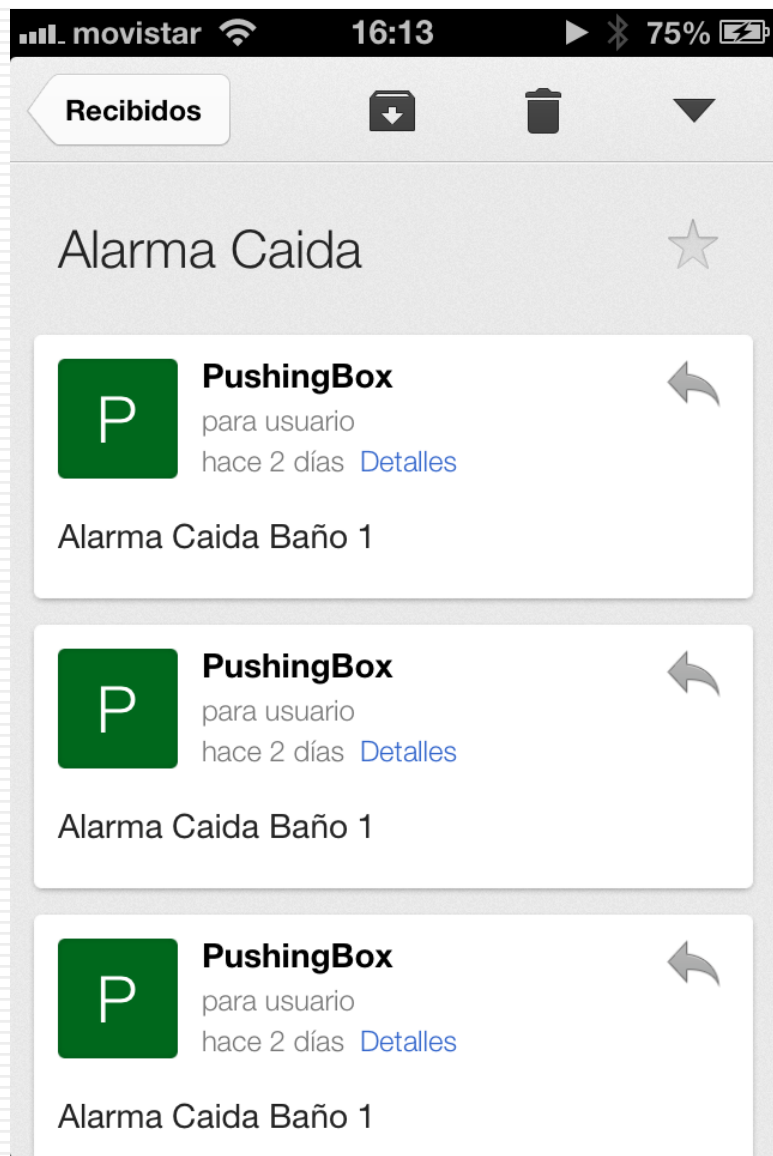 movistar 16:13 75%
Recibidos
Alarma Caida
P PushingBox
para usuario
hace 2 días Detalles
Alarma Caida Baño 1
P PushingBox
para usuario
hace 2 días Detalles
Alarma Caida Baño 1
P PushingBox
para usuario
hace 2 días Detalles
Alarma Caida Baño 1